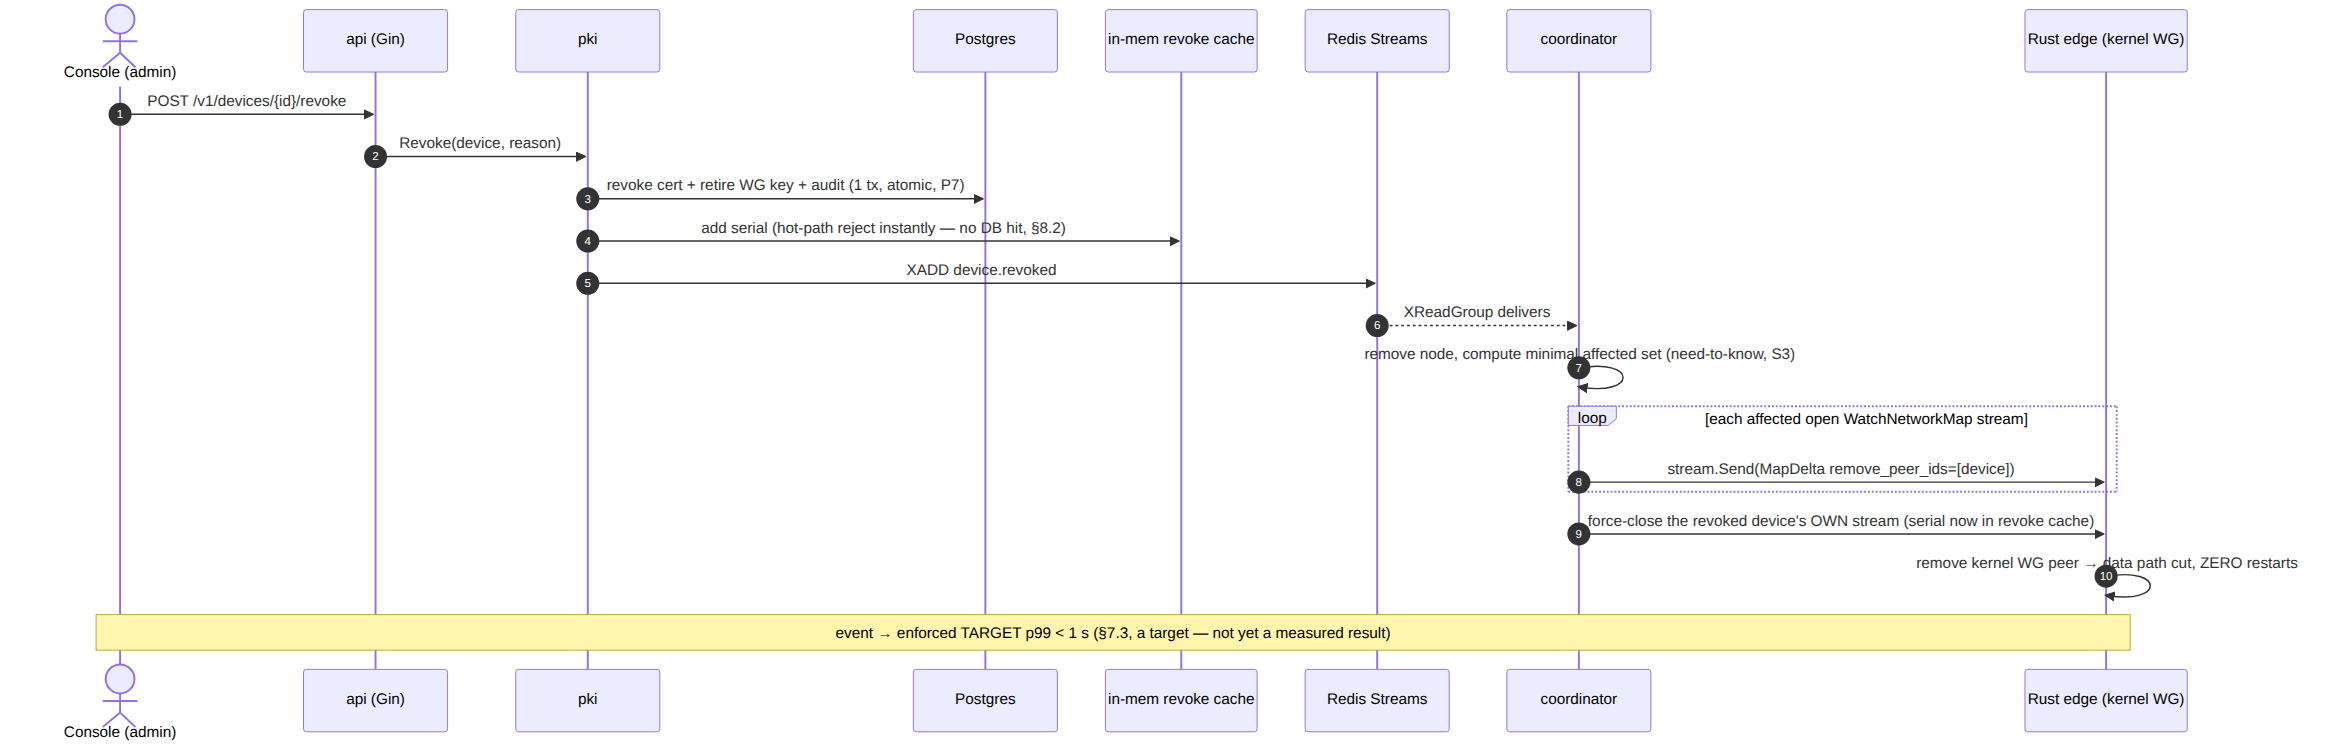 Console (admin)
api (Gin)
pki
Postgres
in-mem revoke cache
Redis Streams
coordinator
Rust edge (kernel WG)
POST /v1/devices/{id}/revoke
1
Revoke(device, reason)
2
revoke cert + retire WG key + audit (1 tx, atomic, P7)
3
add serial (hot-path reject instantly — no DB hit, §8.2)
4
XADD device.revoked
5
XReadGroup delivers
6
remove node, compute minimal affected set (need-to-know, S3)
7
loop
[each affected open WatchNetworkMap stream]
stream.Send(MapDelta remove_peer_ids=[device])
8
force-close the revoked device's OWN stream (serial now in revoke cache)
9
remove kernel WG peer → data path cut, ZERO restarts
10
event → enforced TARGET p99 < 1 s (§7.3, a target — not yet a measured result)
Console (admin)
api (Gin)
pki
Postgres
in-mem revoke cache
Redis Streams
coordinator
Rust edge (kernel WG)